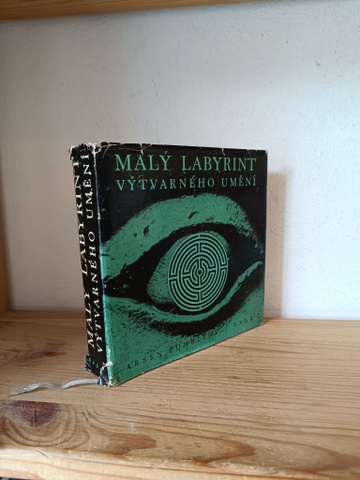 MALÝ LABYRINT
VÝTVARNÉHO UMĚNÍ
ARSÉN POHRIBNÝ
MALÝ LABYRINT
VÝTVARNÉHO UMĚNÍ